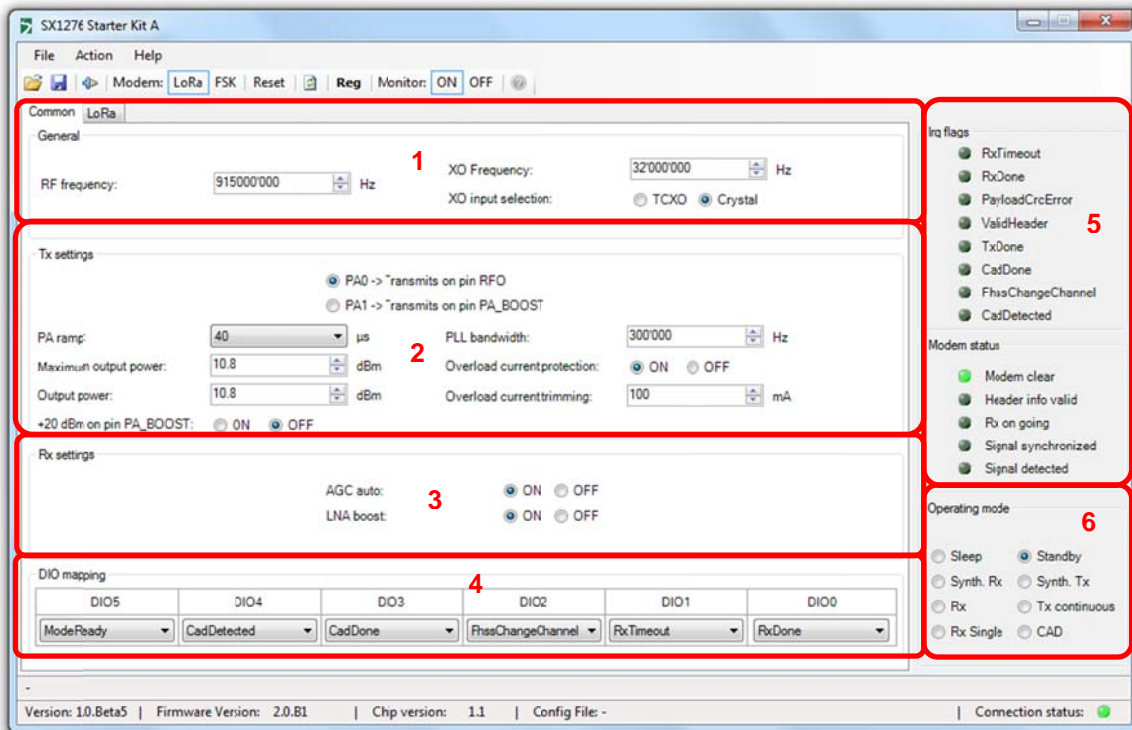 SX1276 Starter Kit A
File Action Help
Modem: LoRa FSK Reset Reg Monitor: ON OFF
Common LoRa
General
1
RF frequency: 915000'000 Hz
XO Frequency: 32'000'000 Hz
XO input selection: TCXO Crystal
Tx settings
PA0 -> Transmits on pin RFO
PA1 -> Transmits on pin PA_BOOST
PA ramp: 40 µs
PLL bandwidth: 300'000 Hz
2
Maximum output power: 10.8 dBm
Overload current protection: ON OFF
Output power: 10.8 dBm
Overload current trimming: 100 mA
+20 dBm on pin PA_BOOST: ON OFF
Rx settings
AGC auto: ON OFF
3
LNA boost: ON OFF
DIO mapping
4
DIO5 DIO4 DIO3 DIO2 DIO1 DIO0
ModeReady CadDetected CadDone FhssChangeChannel RxTimeout RxDone
Irq flags
RxTimeout
RxDone
PayloadCrcError
ValidHeader
5
TxDone
CadDone
FhssChangeChannel
CadDetected
Modem status
Modem clear
Header info valid
Rx on going
Signal synchronized
Signal detected
Operating mode
6
Sleep Standby
Synth. Rx Synth. Tx
Rx Tx continuous
Rx Single CAD
-
Version: 1.0.Beta5 | Firmware Version: 2.0.B1 | Chip version: 1.1 | Config File: - | Connection status: